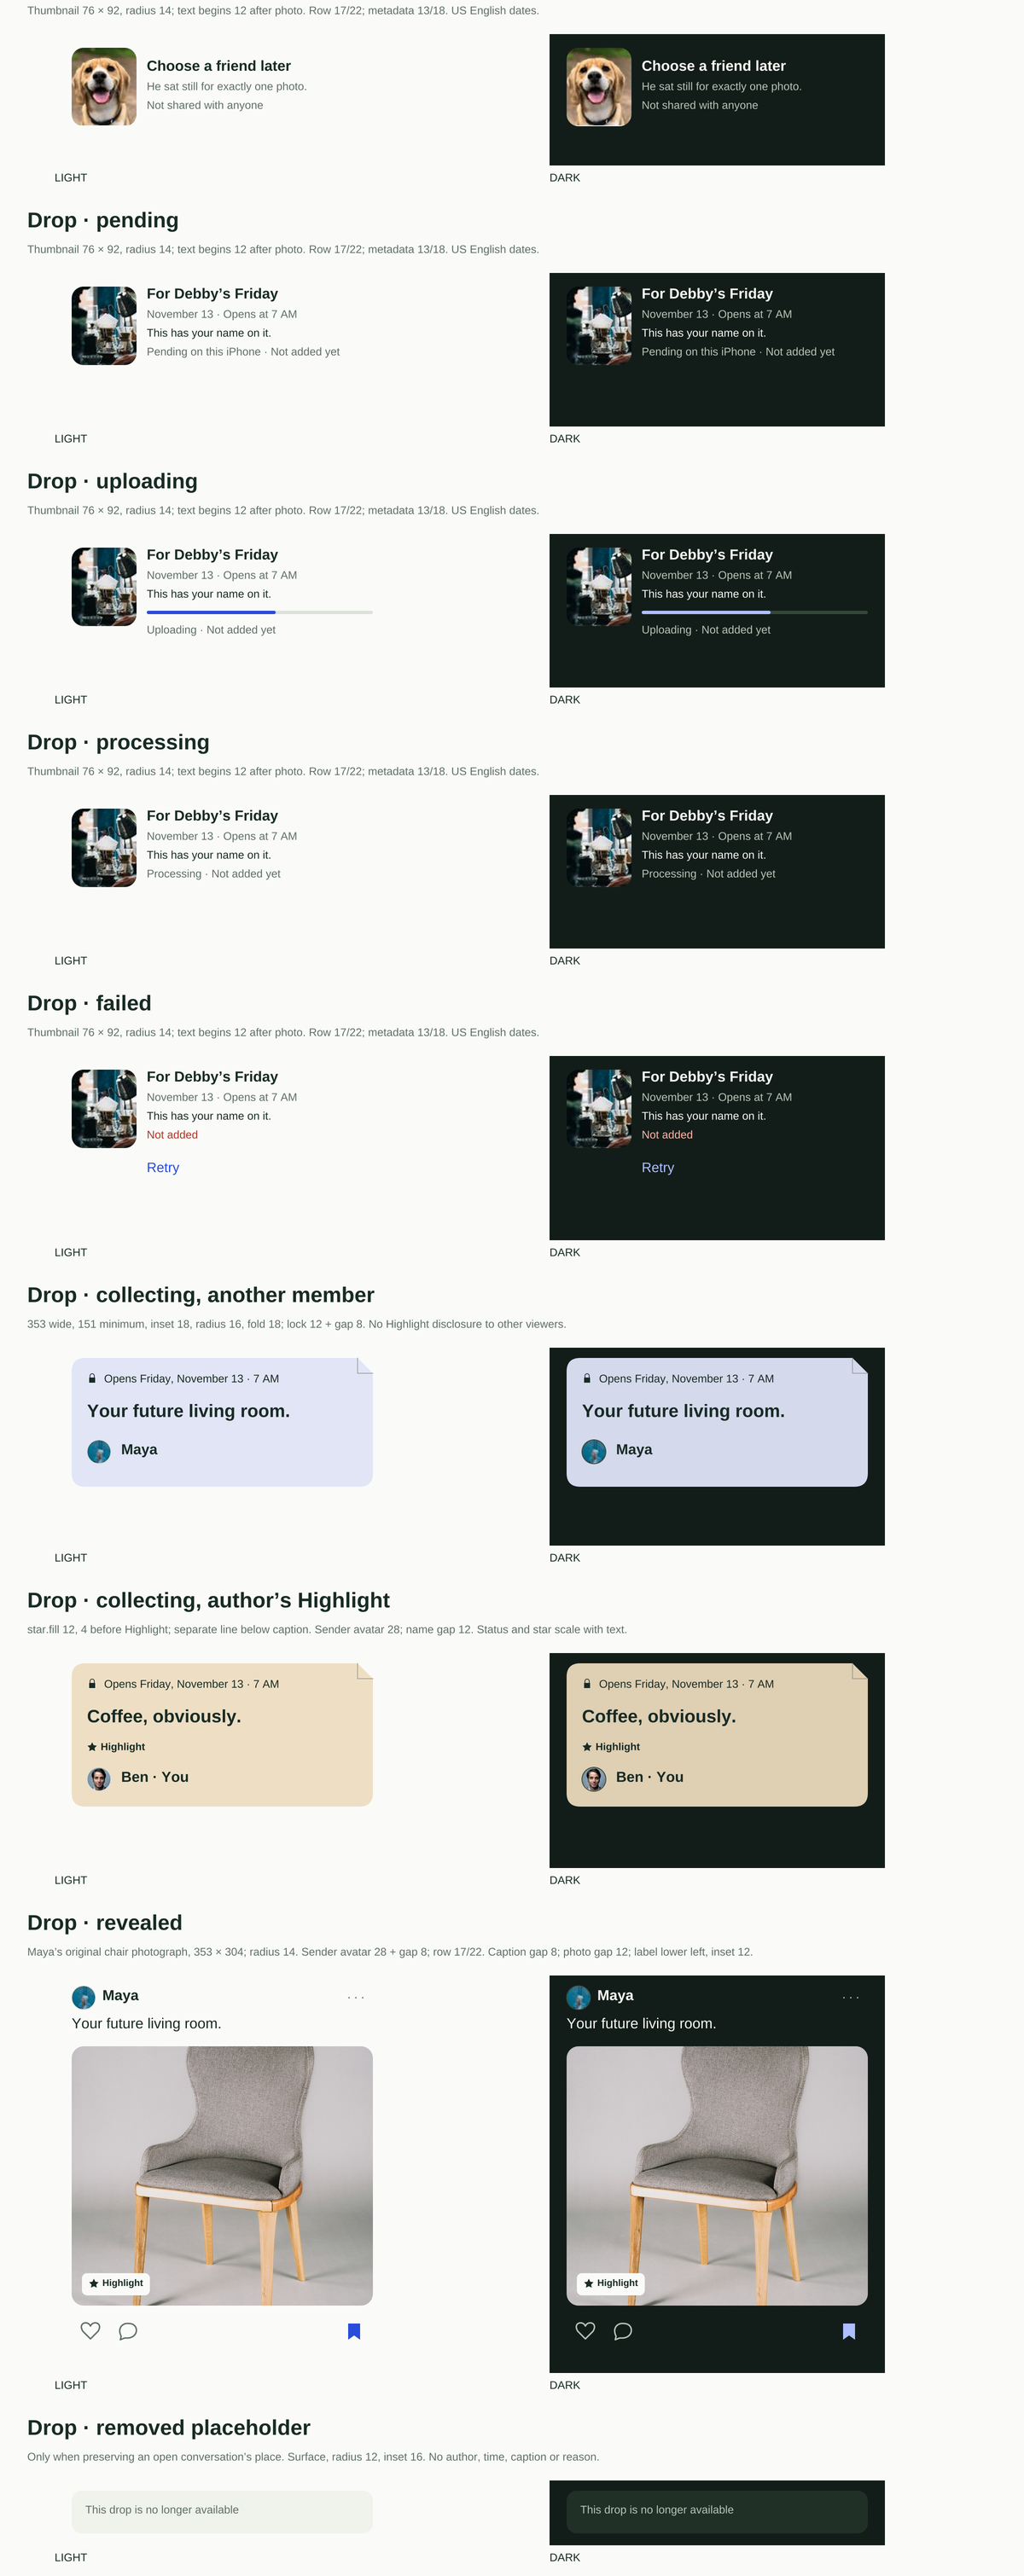 Thumbnail 76 × 92, radius 14; text begins 12 after photo. Row 17/22; metadata 13/18. US English dates.
Choose a friend later
He sat still for exactly one photo.
Not shared with anyone
Choose a friend later
He sat still for exactly one photo.
Not shared with anyone
LIGHT
DARK
Drop · pending
Thumbnail 76 × 92, radius 14; text begins 12 after photo. Row 17/22; metadata 13/18. US English dates.
For Debby’s Friday
November 13 · Opens at 7 AM
This has your name on it.
Pending on this iPhone · Not added yet
For Debby’s Friday
November 13 · Opens at 7 AM
This has your name on it.
Pending on this iPhone · Not added yet
LIGHT
DARK
Drop · uploading
Thumbnail 76 × 92, radius 14; text begins 12 after photo. Row 17/22; metadata 13/18. US English dates.
For Debby’s Friday
November 13 · Opens at 7 AM
This has your name on it.
Uploading · Not added yet
For Debby’s Friday
November 13 · Opens at 7 AM
This has your name on it.
Uploading · Not added yet
LIGHT
DARK
Drop · processing
Thumbnail 76 × 92, radius 14; text begins 12 after photo. Row 17/22; metadata 13/18. US English dates.
For Debby’s Friday
November 13 · Opens at 7 AM
This has your name on it.
Processing · Not added yet
For Debby’s Friday
November 13 · Opens at 7 AM
This has your name on it.
Processing · Not added yet
LIGHT
DARK
Drop · failed
Thumbnail 76 × 92, radius 14; text begins 12 after photo. Row 17/22; metadata 13/18. US English dates.
For Debby’s Friday
November 13 · Opens at 7 AM
This has your name on it.
Not added
Retry
For Debby’s Friday
November 13 · Opens at 7 AM
This has your name on it.
Not added
Retry
LIGHT
DARK
Drop · collecting, another member
353 wide, 151 minimum, inset 18, radius 16, fold 18; lock 12 + gap 8. No Highlight disclosure to other viewers.
Opens Friday, November 13 · 7 AM
Your future living room.
Maya
Opens Friday, November 13 · 7 AM
Your future living room.
Maya
LIGHT
DARK
Drop · collecting, author’s Highlight
star.fill 12, 4 before Highlight; separate line below caption. Sender avatar 28; name gap 12. Status and star scale with text.
Opens Friday, November 13 · 7 AM
Coffee, obviously.
Highlight
Ben · You
Opens Friday, November 13 · 7 AM
Coffee, obviously.
Highlight
Ben · You
LIGHT
DARK
Drop · revealed
Maya’s original chair photograph, 353 × 304; radius 14. Sender avatar 28 + gap 8; row 17/22. Caption gap 8; photo gap 12; label lower left, inset 12.
Maya
Your future living room.
Highlight
Maya
Your future living room.
Highlight
LIGHT
DARK
Drop · removed placeholder
Only when preserving an open conversation’s place. Surface, radius 12, inset 16. No author, time, caption or reason.
This drop is no longer available
This drop is no longer available
LIGHT
DARK